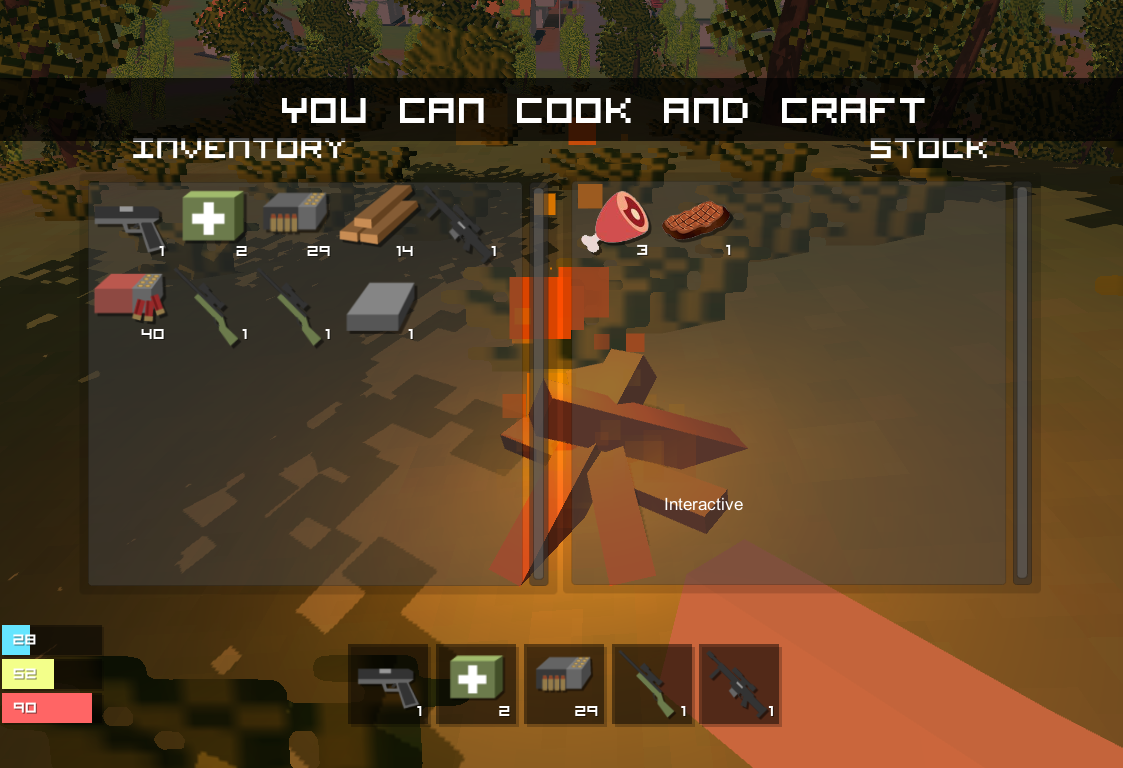 YOU CAN COOK AND CRAFT
INVENTORY
STOCK
1 2 29 14 1
3 1
40 1 1 1
Interactive
28
52
90
1 2 29 1 1